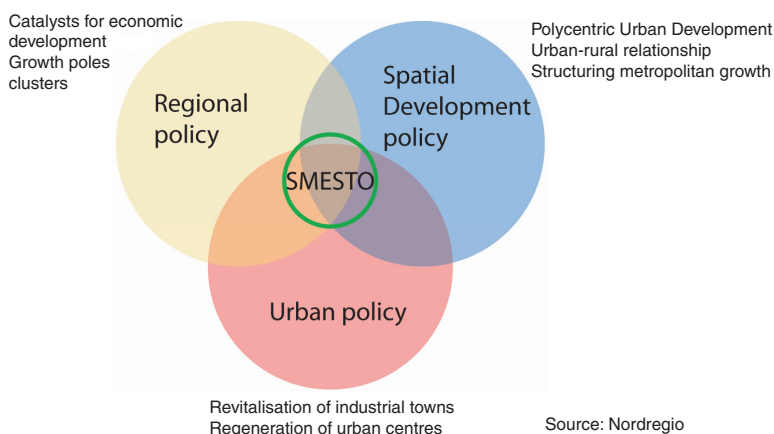 Catalysts for economic
development
Growth poles
clusters
Polycentric Urban Development
Urban-rural relationship
Structuring metropolitan growth
Regional
policy
Spatial
Development
policy
SMESTO
Urban policy
Revitalisation of industrial towns
Regeneration of urban centres
Source: Nordregio